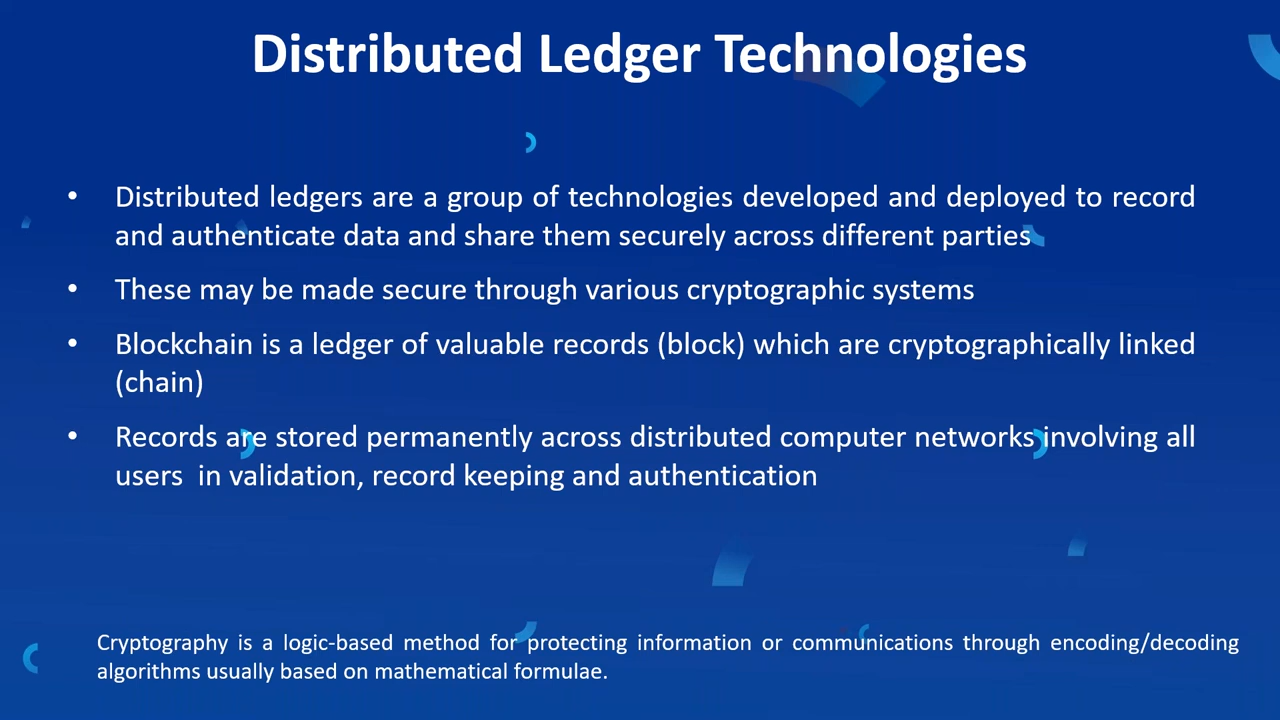 Distributed Ledger Technologies
• Distributed ledgers are a group of technologies developed and deployed to record
and authenticate data and share them securely across different parties
• These may be made secure through various cryptographic systems
• Blockchain is a ledger of valuable records (block) which are cryptographically linked
(chain)
• Records are stored permanently across distributed computer networks involving all
users  in validation, record keeping and authentication
Cryptography is a logic-based method for protecting information or communications through encoding/decoding
algorithms usually based on mathematical formulae.